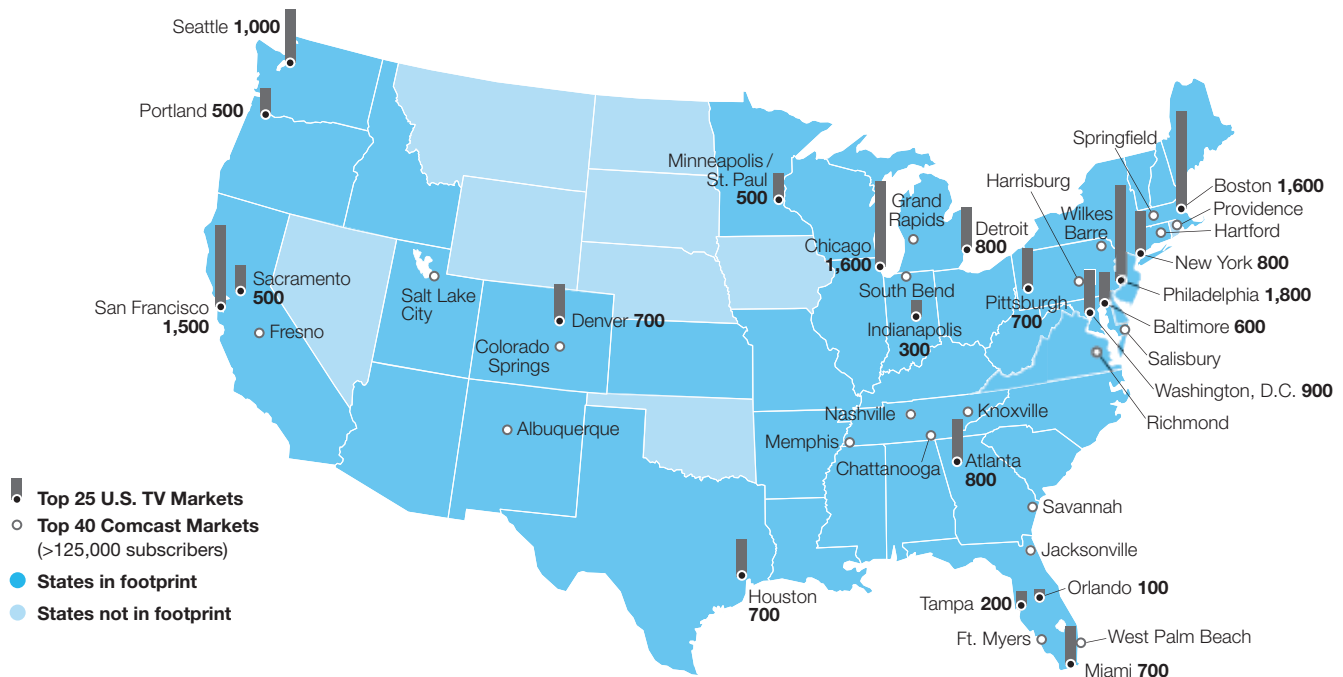 Seattle 1,000
Portland 500
Minneapolis /
St. Paul
500
Chicago
1,600
Grand
Rapids
Detroit
800
South Bend
Indianapolis
300
Springfield
Harrisburg
Wilkes
Barre
Boston 1,600
Providence
Hartford
New York 800
Philadelphia 1,800
Pittsburgh
700
Baltimore 600
Salisbury
Washington, D.C. 900
Richmond
Sacramento
500
San Francisco
1,500
Fresno
Salt Lake
City
Denver 700
Colorado
Springs
Albuquerque
Nashville
Knoxville
Memphis
Chattanooga
Atlanta
800
Savannah
Jacksonville
Houston
700
Orlando 100
Tampa 200
Ft. Myers
West Palm Beach
Miami 700
Top 25 U.S. TV Markets
Top 40 Comcast Markets
(>125,000 subscribers)
States in footprint
States not in footprint